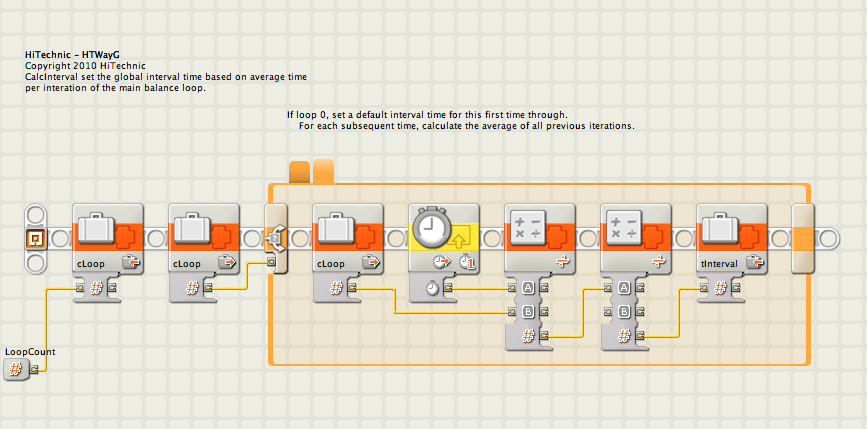 HiTechnic - HTWayG
Copyright 2010 HiTechnic
CalcInterval set the global interval time based on average time
per interation of the main balance loop.
If loop 0, set a default interval time for this first time through.
For each subsequent time, calculate the average of all previous iterations.
cLoop
cLoop
cLoop
1
tInterval
# # # A A #
B B
# #
LoopCount
#